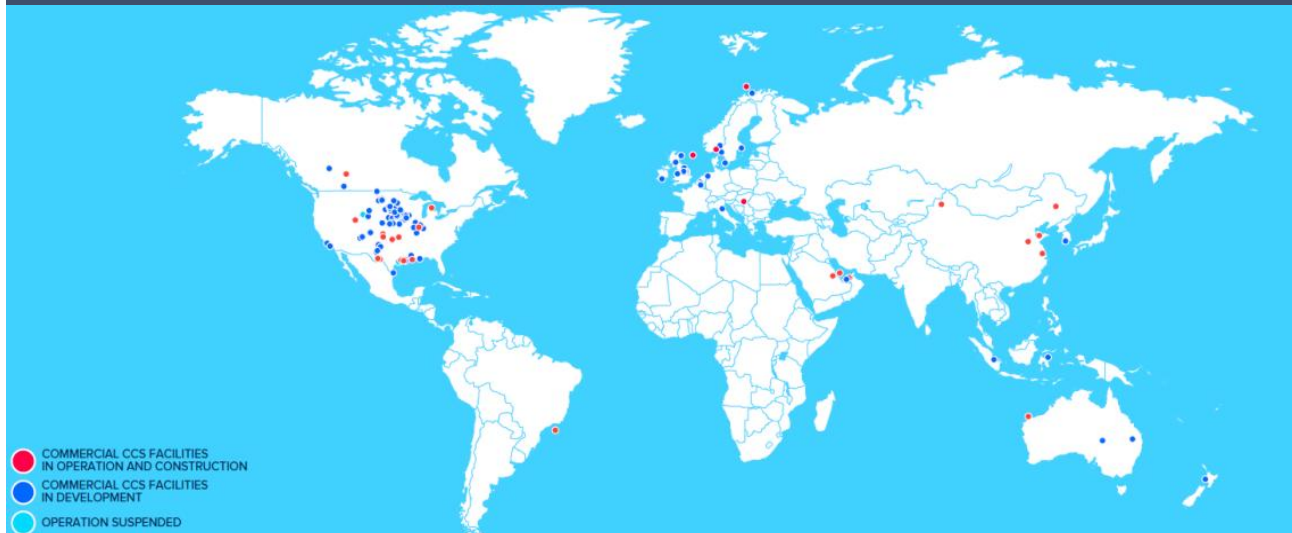 COMMERCIAL CCS FACILITIES
IN OPERATION AND CONSTRUCTION
COMMERCIAL CCS FACILITIES
IN DEVELOPMENT
OPERATION SUSPENDED